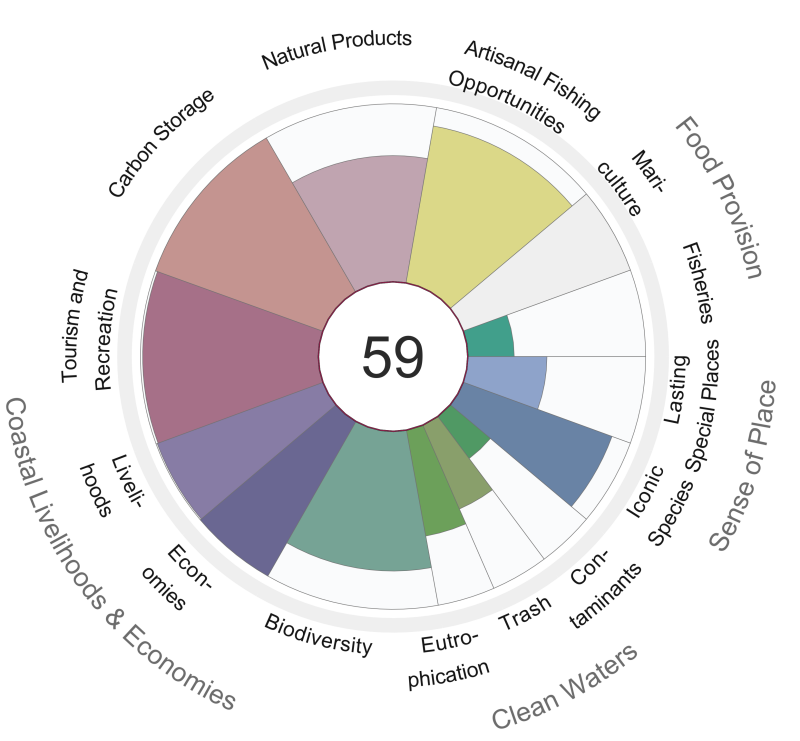 Natural Products
Artisanal Fishing
Opportunities
Mari-
culture
Food Provision
Fisheries
Lasting
Special Places
Sense of Place
Iconic
Species
Con-
taminants
Trash
Clean Waters
Eutro-
phication
Biodiversity
Econ-
omies
Liveli-
hoods
Coastal Livelihoods & Economies
Tourism and
Recreation
Carbon Storage
59